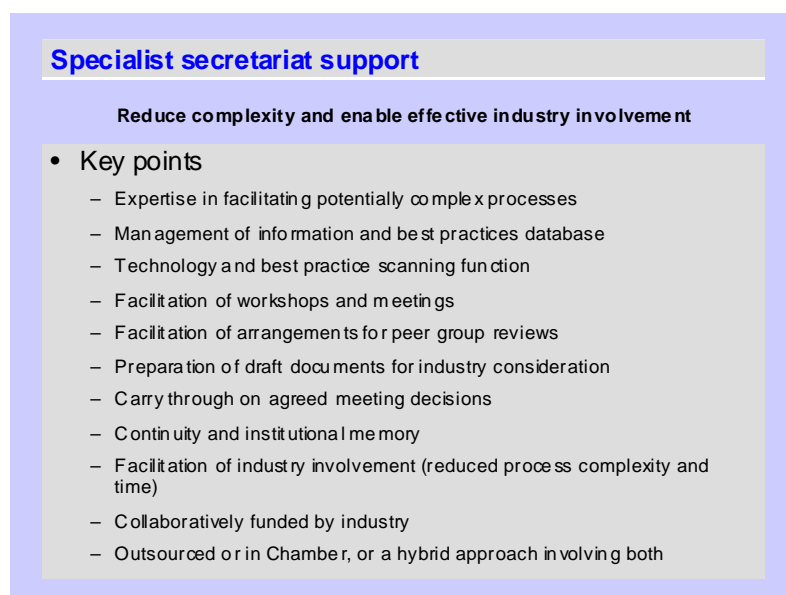 Specialist secretariat support
Reduce complexity and enable effective industry involvement
• Key points
– Expertise in facilitating potentially complex processes
– Management of information and best practices database
– Technology and best practice scanning function
– Facilitation of workshops and meetings
– Facilitation of arrangements for peer group reviews
– Preparation of draft documents for industry consideration
– Carry through on agreed meeting decisions
– Continuity and institutional memory
– Facilitation of industry involvement (reduced process complexity and
time)
– Collaboratively funded by industry
– Outsourced or in Chamber, or a hybrid approach involving both